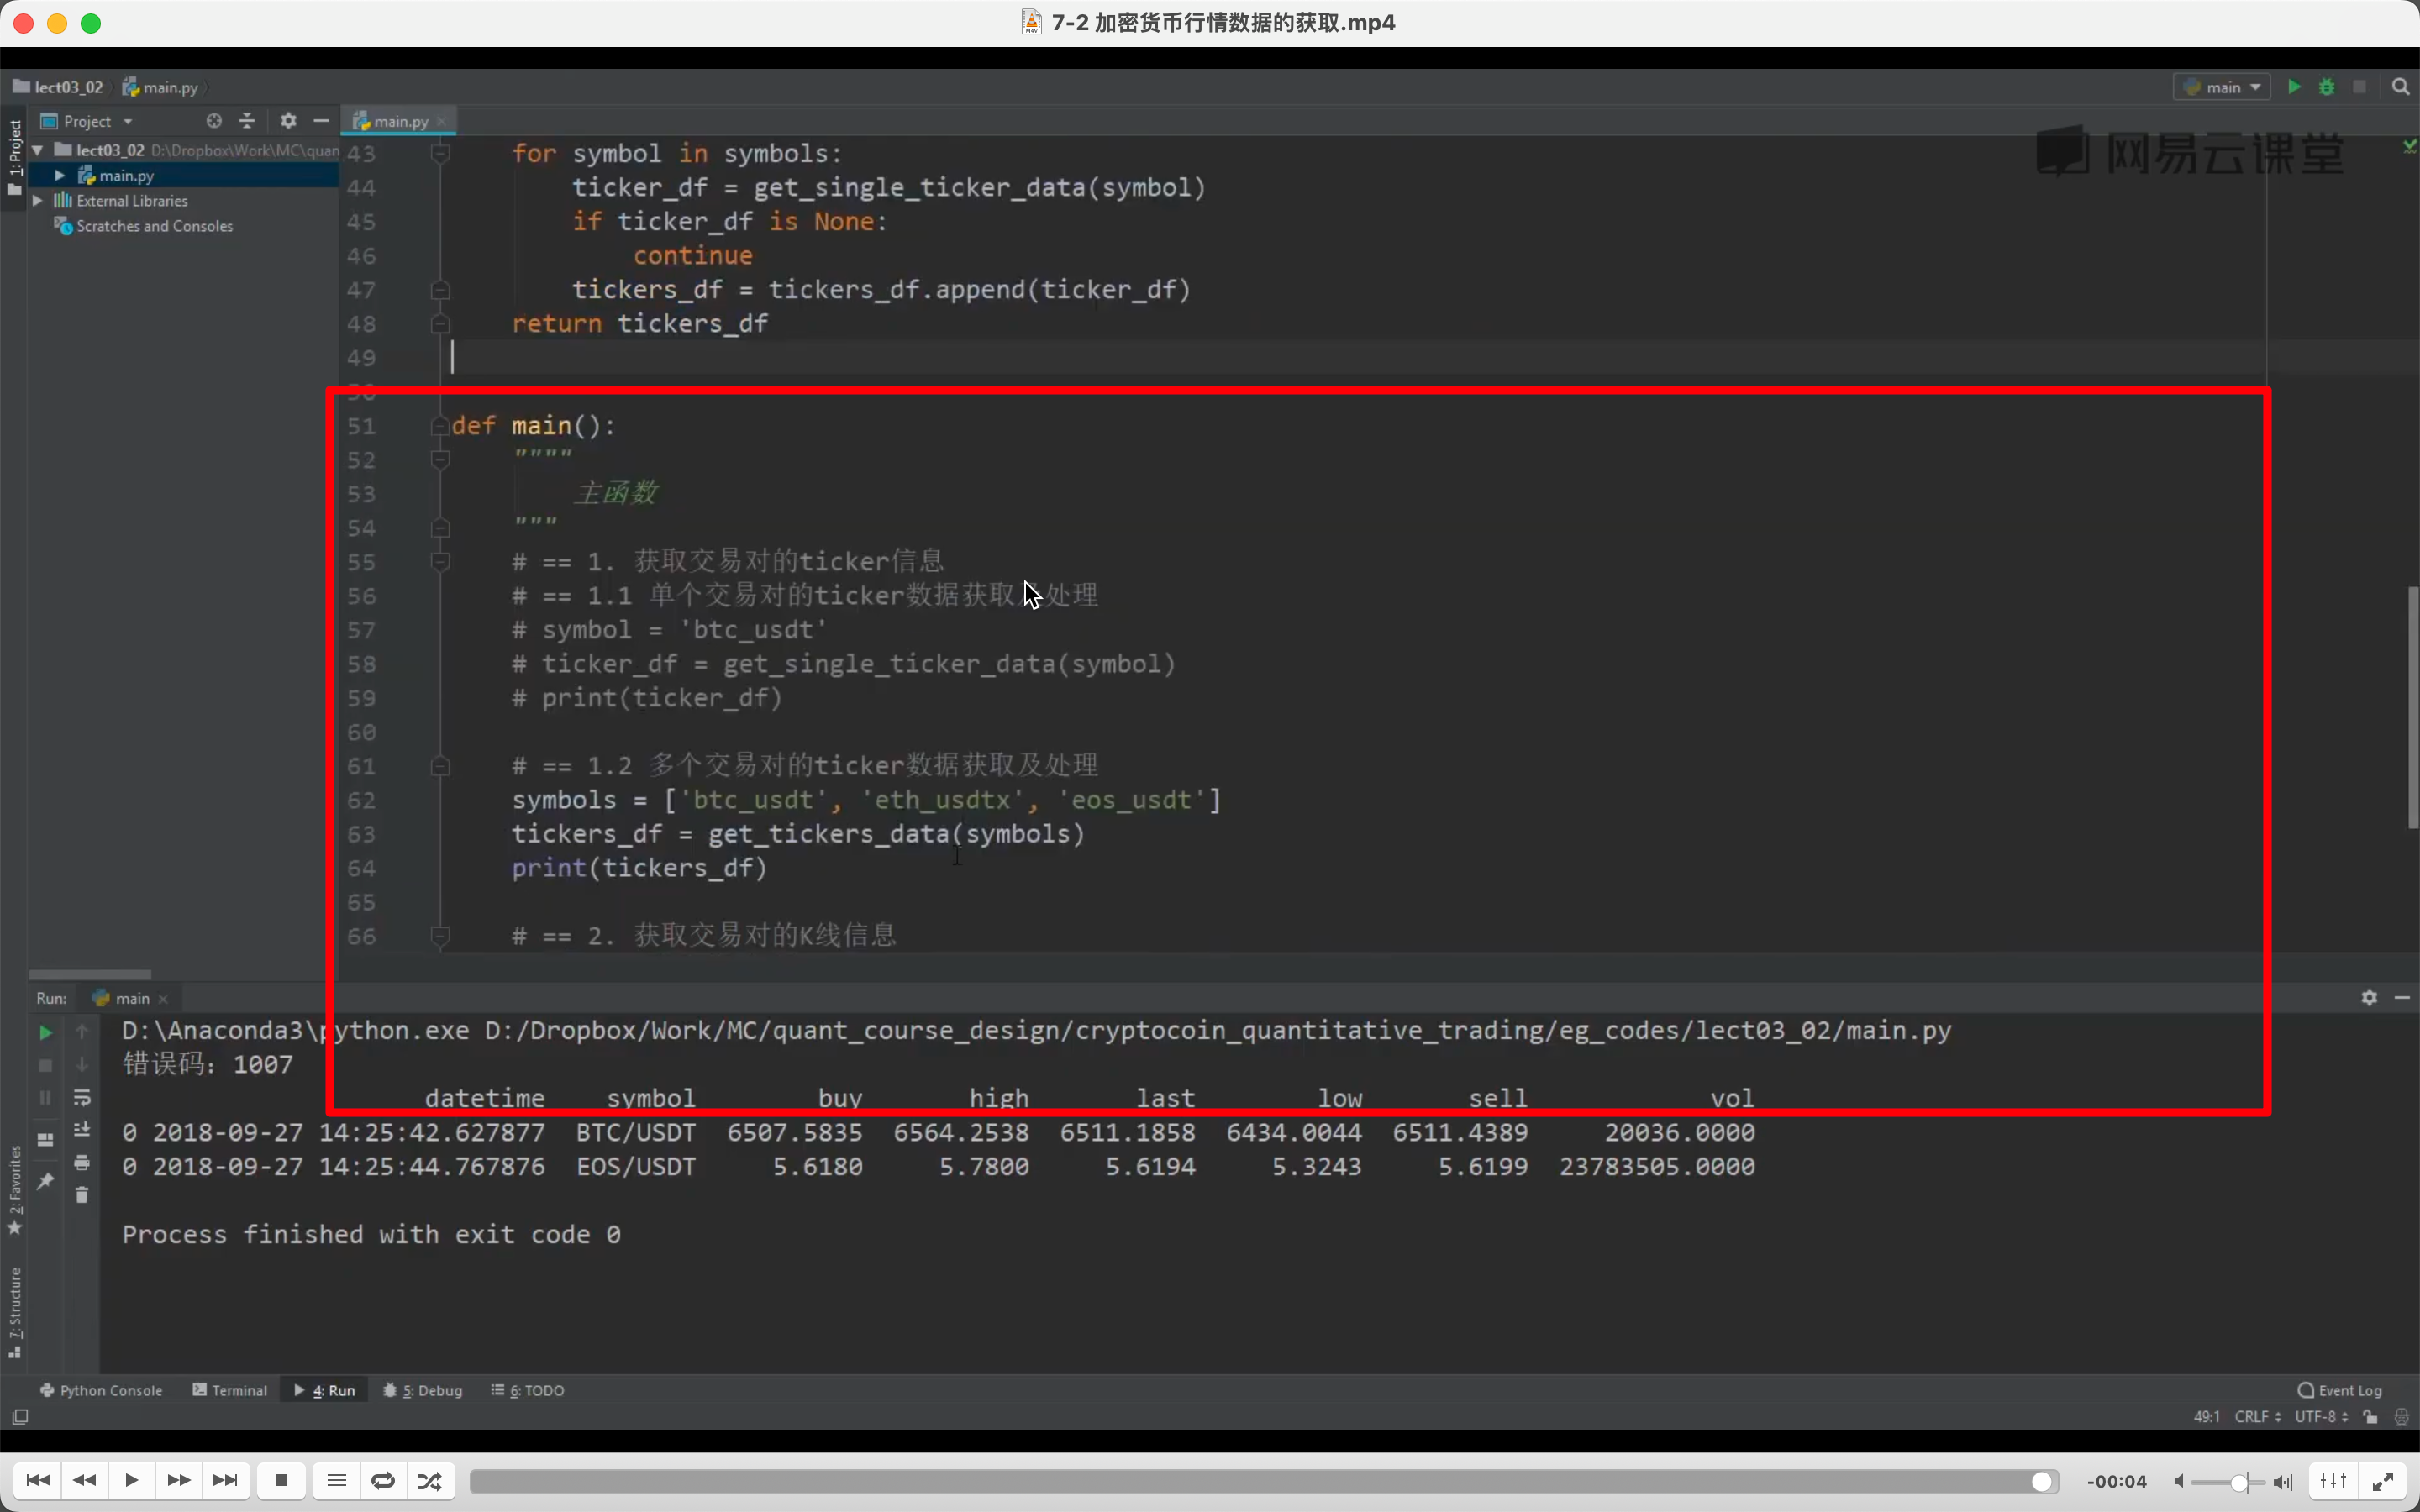 7-2 加密货币行情数据的获取.mp4
lect03_02
main.py
main
网易云课堂
1: Project
Project
main.py
lect03_02 D:\Dropbox\Work\MC\quan
main.py
External Libraries
Scratches and Consoles
43 for symbol in symbols:
44 ticker_df = get_single_ticker_data(symbol)
45 if ticker_df is None:
46 continue
47 tickers_df = tickers_df.append(ticker_df)
48 return tickers_df
49
50
51 def main():
52 """"
53 主函数
54 """
55 # == 1. 获取交易对的ticker信息
56 # == 1.1 单个交易对的ticker数据获取及处理
57 # symbol = 'btc_usdt'
58 # ticker_df = get_single_ticker_data(symbol)
59 # print(ticker_df)
60
61 # == 1.2 多个交易对的ticker数据获取及处理
62 symbols = ['btc_usdt', 'eth_usdtx', 'eos_usdt']
63 tickers_df = get_tickers_data(symbols)
64 print(tickers_df)
65
66 # == 2. 获取交易对的K线信息
Run: main
D:\Anaconda3\python.exe D:/Dropbox/Work/MC/quant_course_design/cryptocoin_quantitative_trading/eg_codes/lect03_02/main.py
错误码：1007
datetime symbol buy high last low sell vol
0 2018-09-27 14:25:42.627877 BTC/USDT 6507.5835 6564.2538 6511.1858 6434.0044 6511.4389 20036.0000
0 2018-09-27 14:25:44.767876 EOS/USDT 5.6180 5.7800 5.6194 5.3243 5.6199 23783505.0000
Process finished with exit code 0
2: Favorites
7: Structure
Python Console
Terminal
4: Run
5: Debug
6: TODO
Event Log
49:1 CRLF UTF-8
-00:04